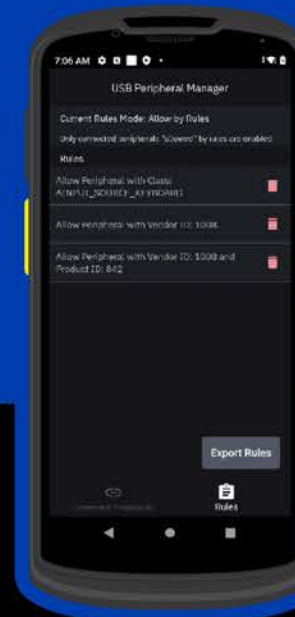 7:06 AM
USB Peripheral Manager
Current Rules Mode: Allow by Rules
Only connected peripherals "allowed" by rules are enabled
Rules
Allow Peripheral with Class:
AINPUT_SOURCE_KEYBOARD
Allow Peripheral with Vendor ID: 1008
Allow Peripheral with Vendor ID: 1008 and
Product ID: 842
Export Rules
Connected Peripherals
Rules